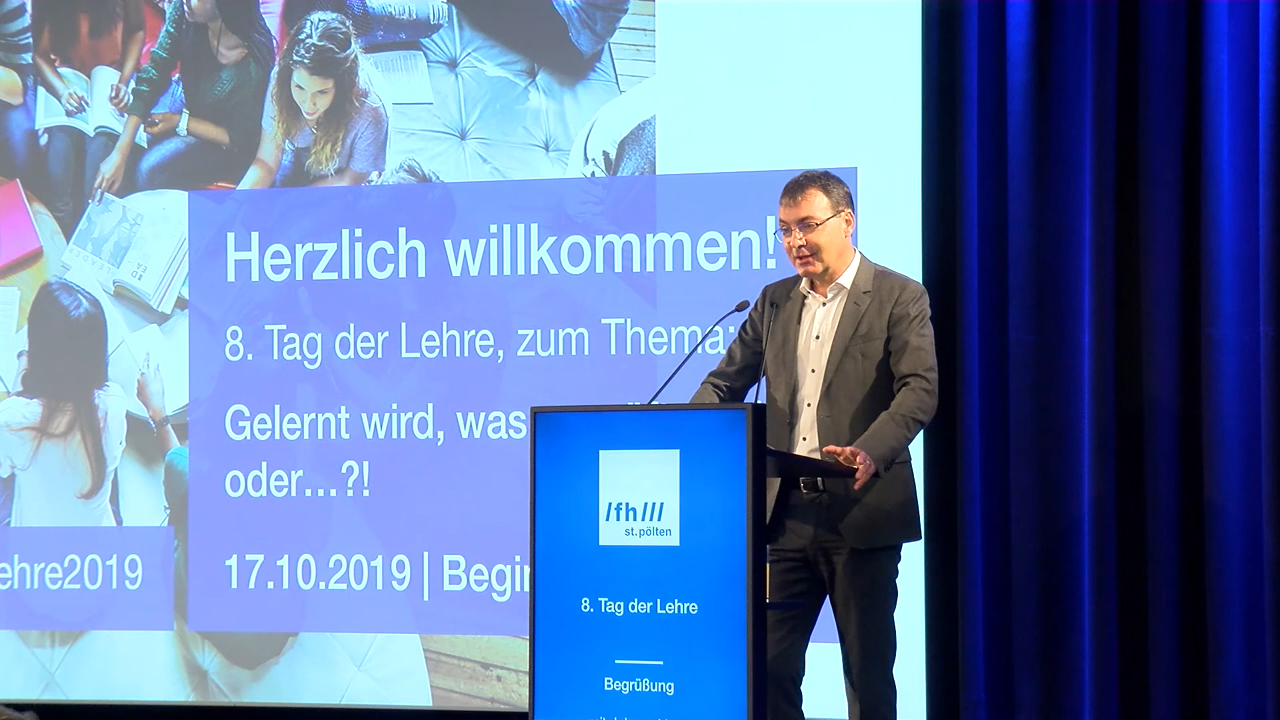 Herzlich willkommen!
8. Tag der Lehre, zum Thema:
Gelernt wird, was
oder...?!
ehre2019
17.10.2019 | Begin
/fh///
st.pölten
8. Tag der Lehre
Begrüßung